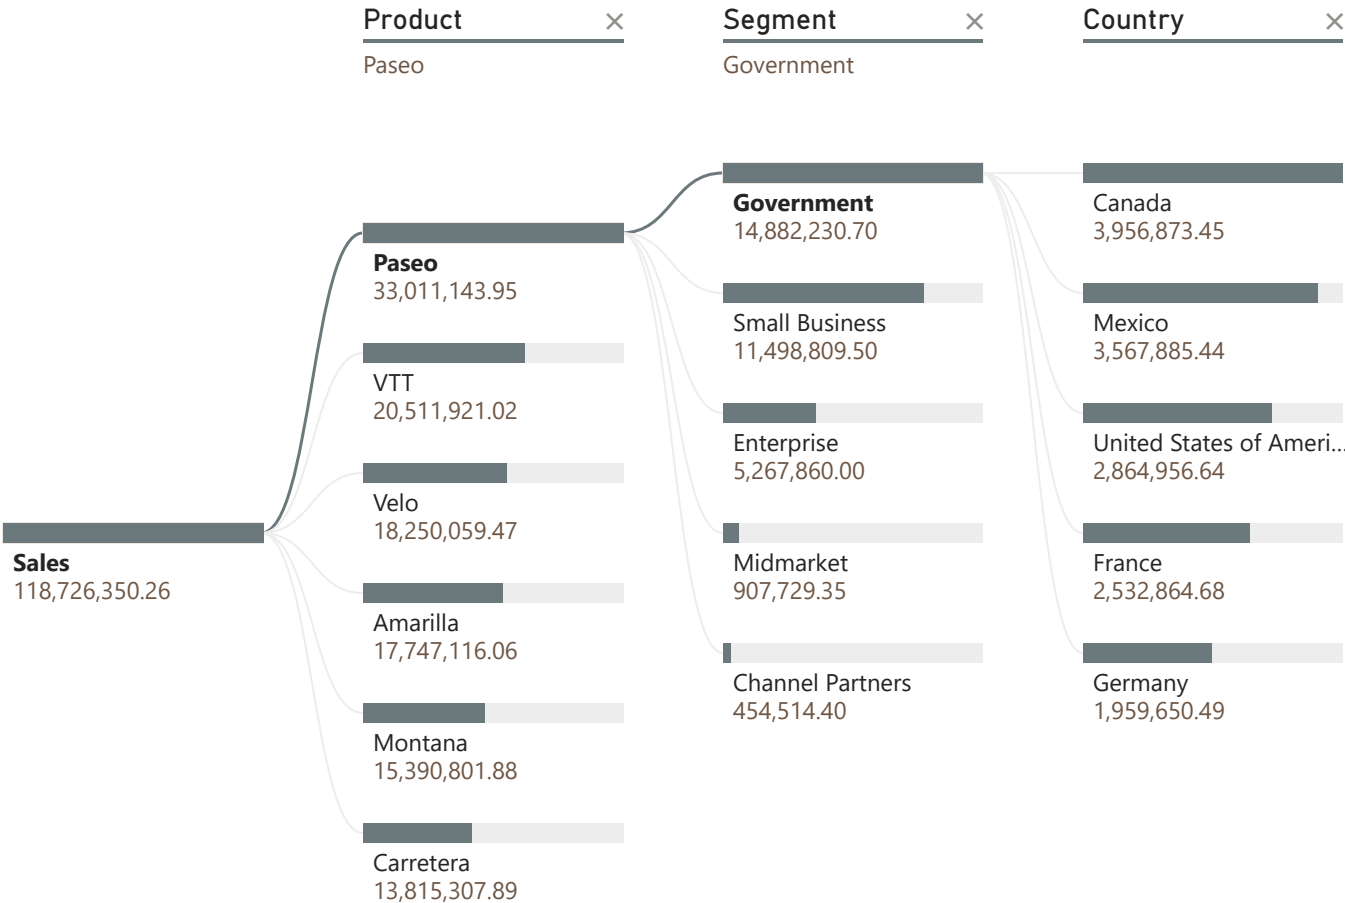 Product
Paseo
Segment
Government
Country
Sales
118,726,350.26
Paseo
33,011,143.95
VTT
20,511,921.02
Velo
18,250,059.47
Amarilla
17,747,116.06
Montana
15,390,801.88
Carretera
13,815,307.89
Government
14,882,230.70
Small Business
11,498,809.50
Enterprise
5,267,860.00
Midmarket
907,729.35
Channel Partners
454,514.40
Canada
3,956,873.45
Mexico
3,567,885.44
United States of Ameri...
2,864,956.64
France
2,532,864.68
Germany
1,959,650.49